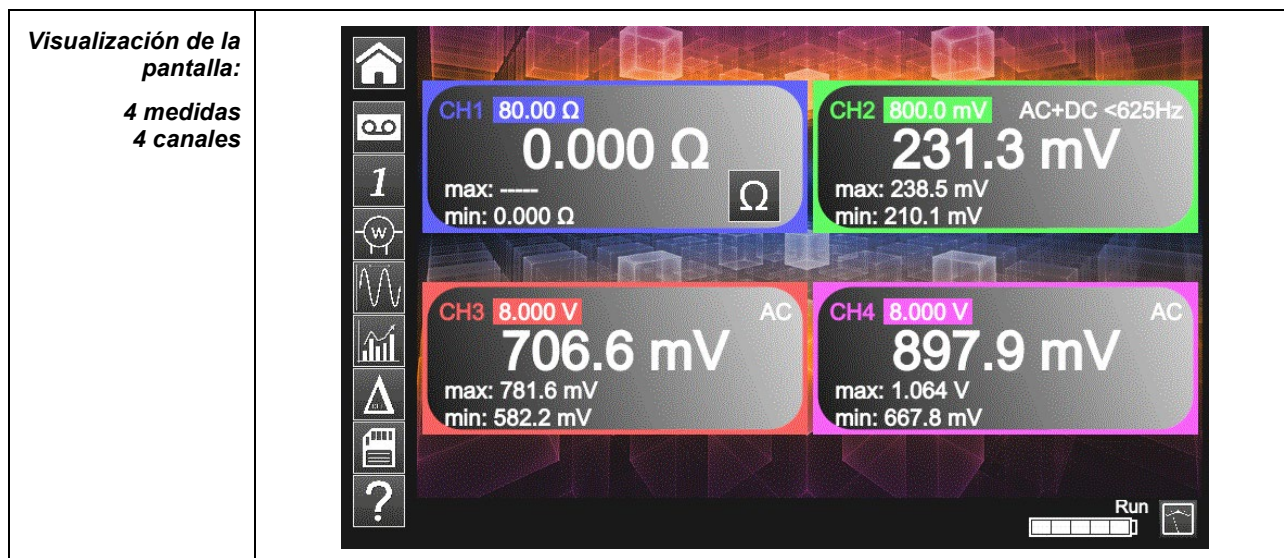 Visualización de la
pantalla:
4 medidas
4 canales
CH1 80.00 Ω
0.000 Ω
max: -----
min: 0.000 Ω
Ω
CH2 800.0 mV AC+DC <625Hz
231.3 mV
max: 238.5 mV
min: 210.1 mV
1
W
CH3 8.000 V AC
706.6 mV
max: 781.6 mV
min: 582.2 mV
CH4 8.000 V AC
897.9 mV
max: 1.064 V
min: 667.8 mV
?
Run